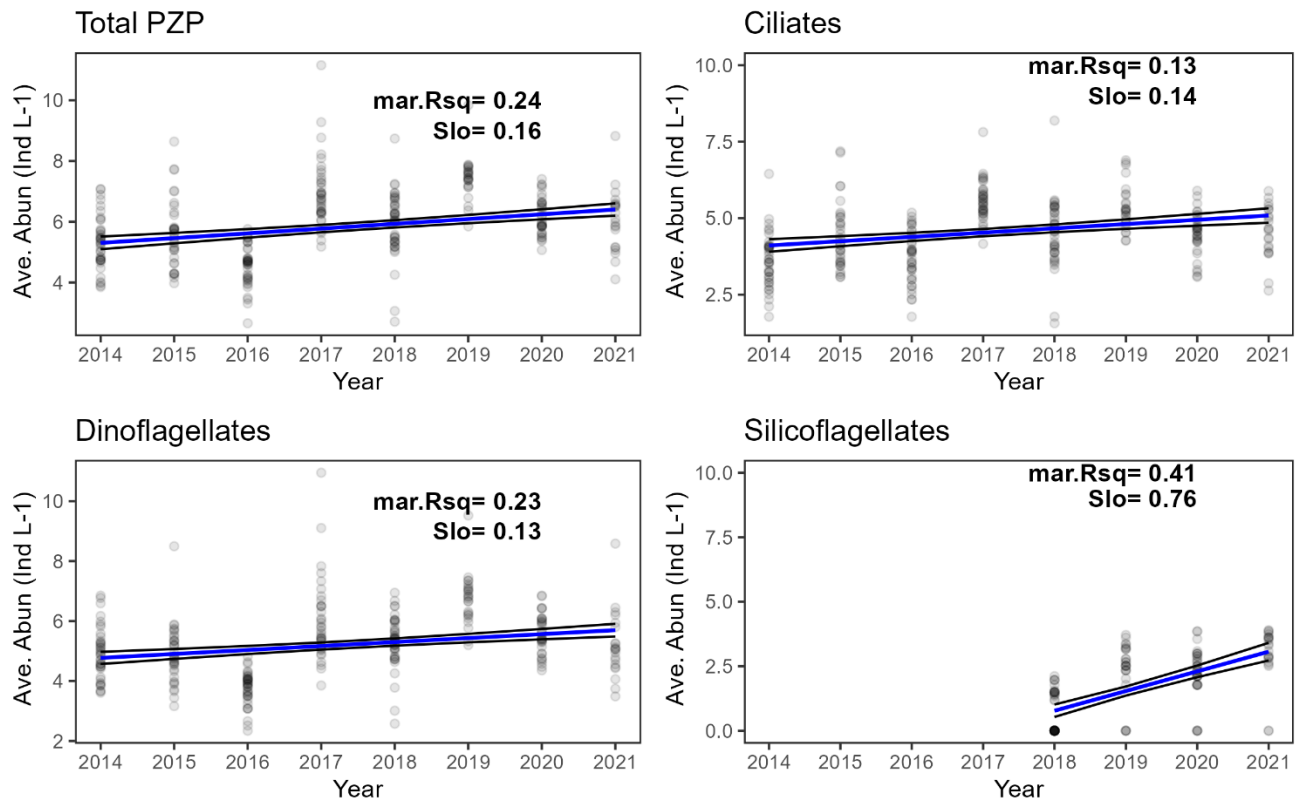 Total PZP
mar.Rsq= 0.24
Slo= 0.16
Ave. Abun (Ind L-1)
10
8
6
4
2014 2015 2016 2017 2018 2019 2020 2021
Year
Ciliates
mar.Rsq= 0.13
Slo= 0.14
Ave. Abun (Ind L-1)
10.0
7.5
5.0
2.5
2014 2015 2016 2017 2018 2019 2020 2021
Year
Dinoflagellates
mar.Rsq= 0.23
Slo= 0.13
Ave. Abun (Ind L-1)
10
8
6
4
2
2014 2015 2016 2017 2018 2019 2020 2021
Year
Silicoflagellates
mar.Rsq= 0.41
Slo= 0.76
Ave. Abun (Ind L-1)
10.0
7.5
5.0
2.5
0.0
2014 2015 2016 2017 2018 2019 2020 2021
Year